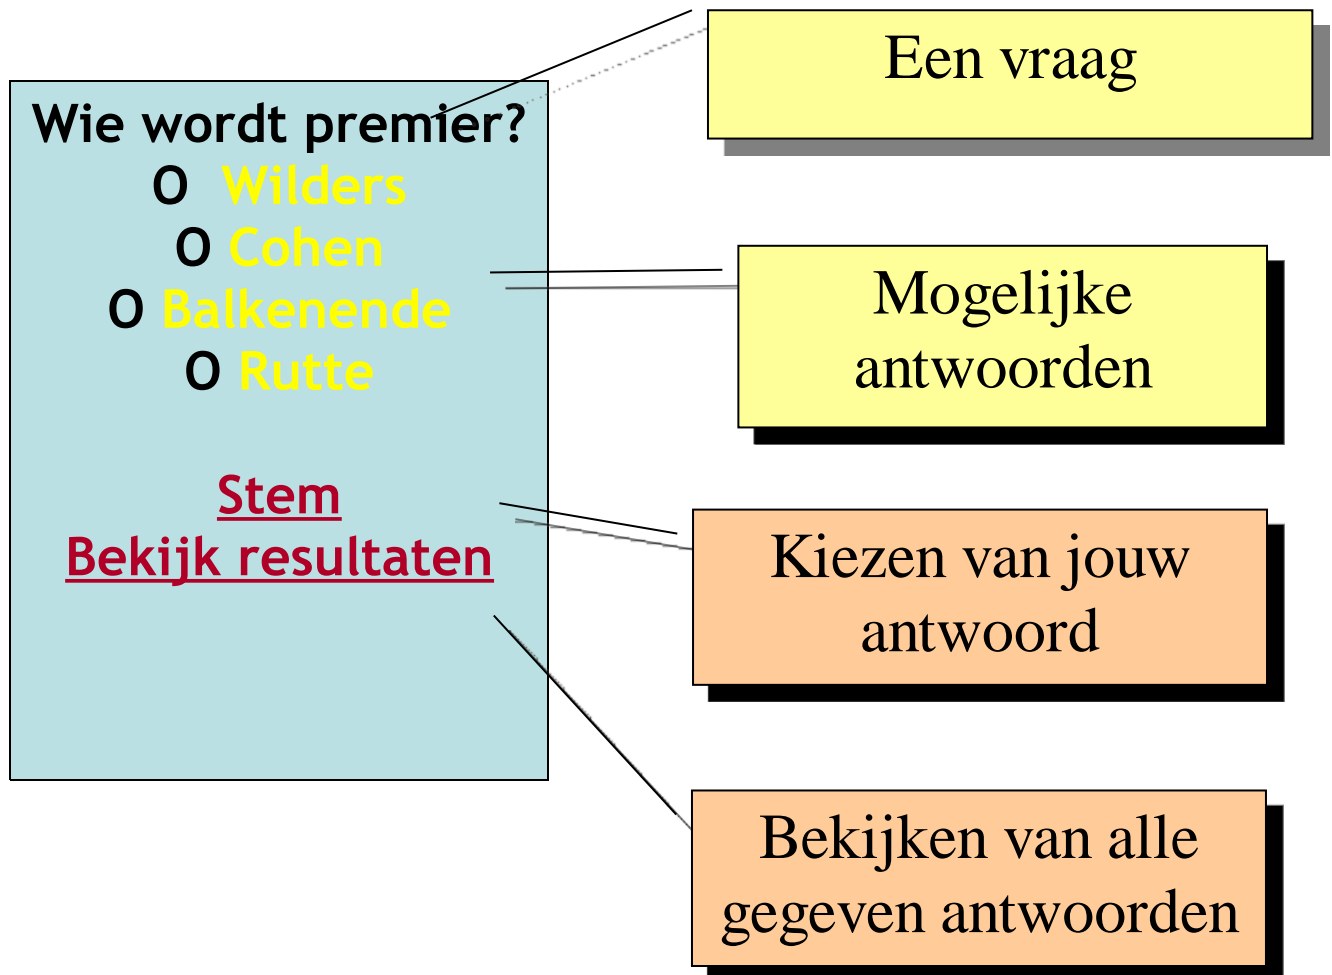 Wie wordt premier?
O Wilders
O Cohen
O Balkenende
O Rutte
Stem
Bekijk resultaten
Een vraag
Mogelijke
antwoorden
Kiezen van jouw
antwoord
Bekijken van alle
gegeven antwoorden